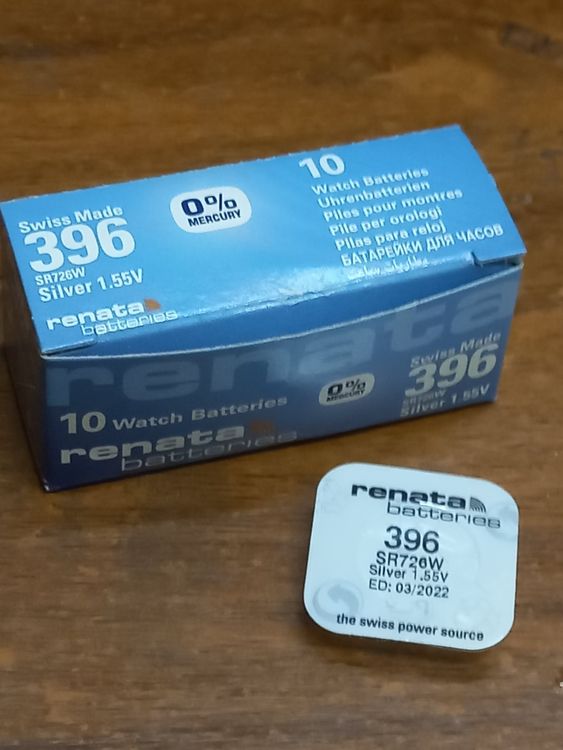 Swiss Made
396
SR726W
Silver 1.55V
renata
batteries
0%
MERCURY
10
Watch Batteries
Uhrenbatterien
Piles pour montres
Pile per orologi
Pilas para reloj
БАТАРЕЙКИ ДЛЯ ЧАСОВ
renata
10 Watch Batteries
renata
batteries
0%
MERCURY
Swiss Made
396
SR726W
Silver 1.55V
renata
batteries
396
SR726W
Silver 1.55V
ED: 03/2022
the swiss power source